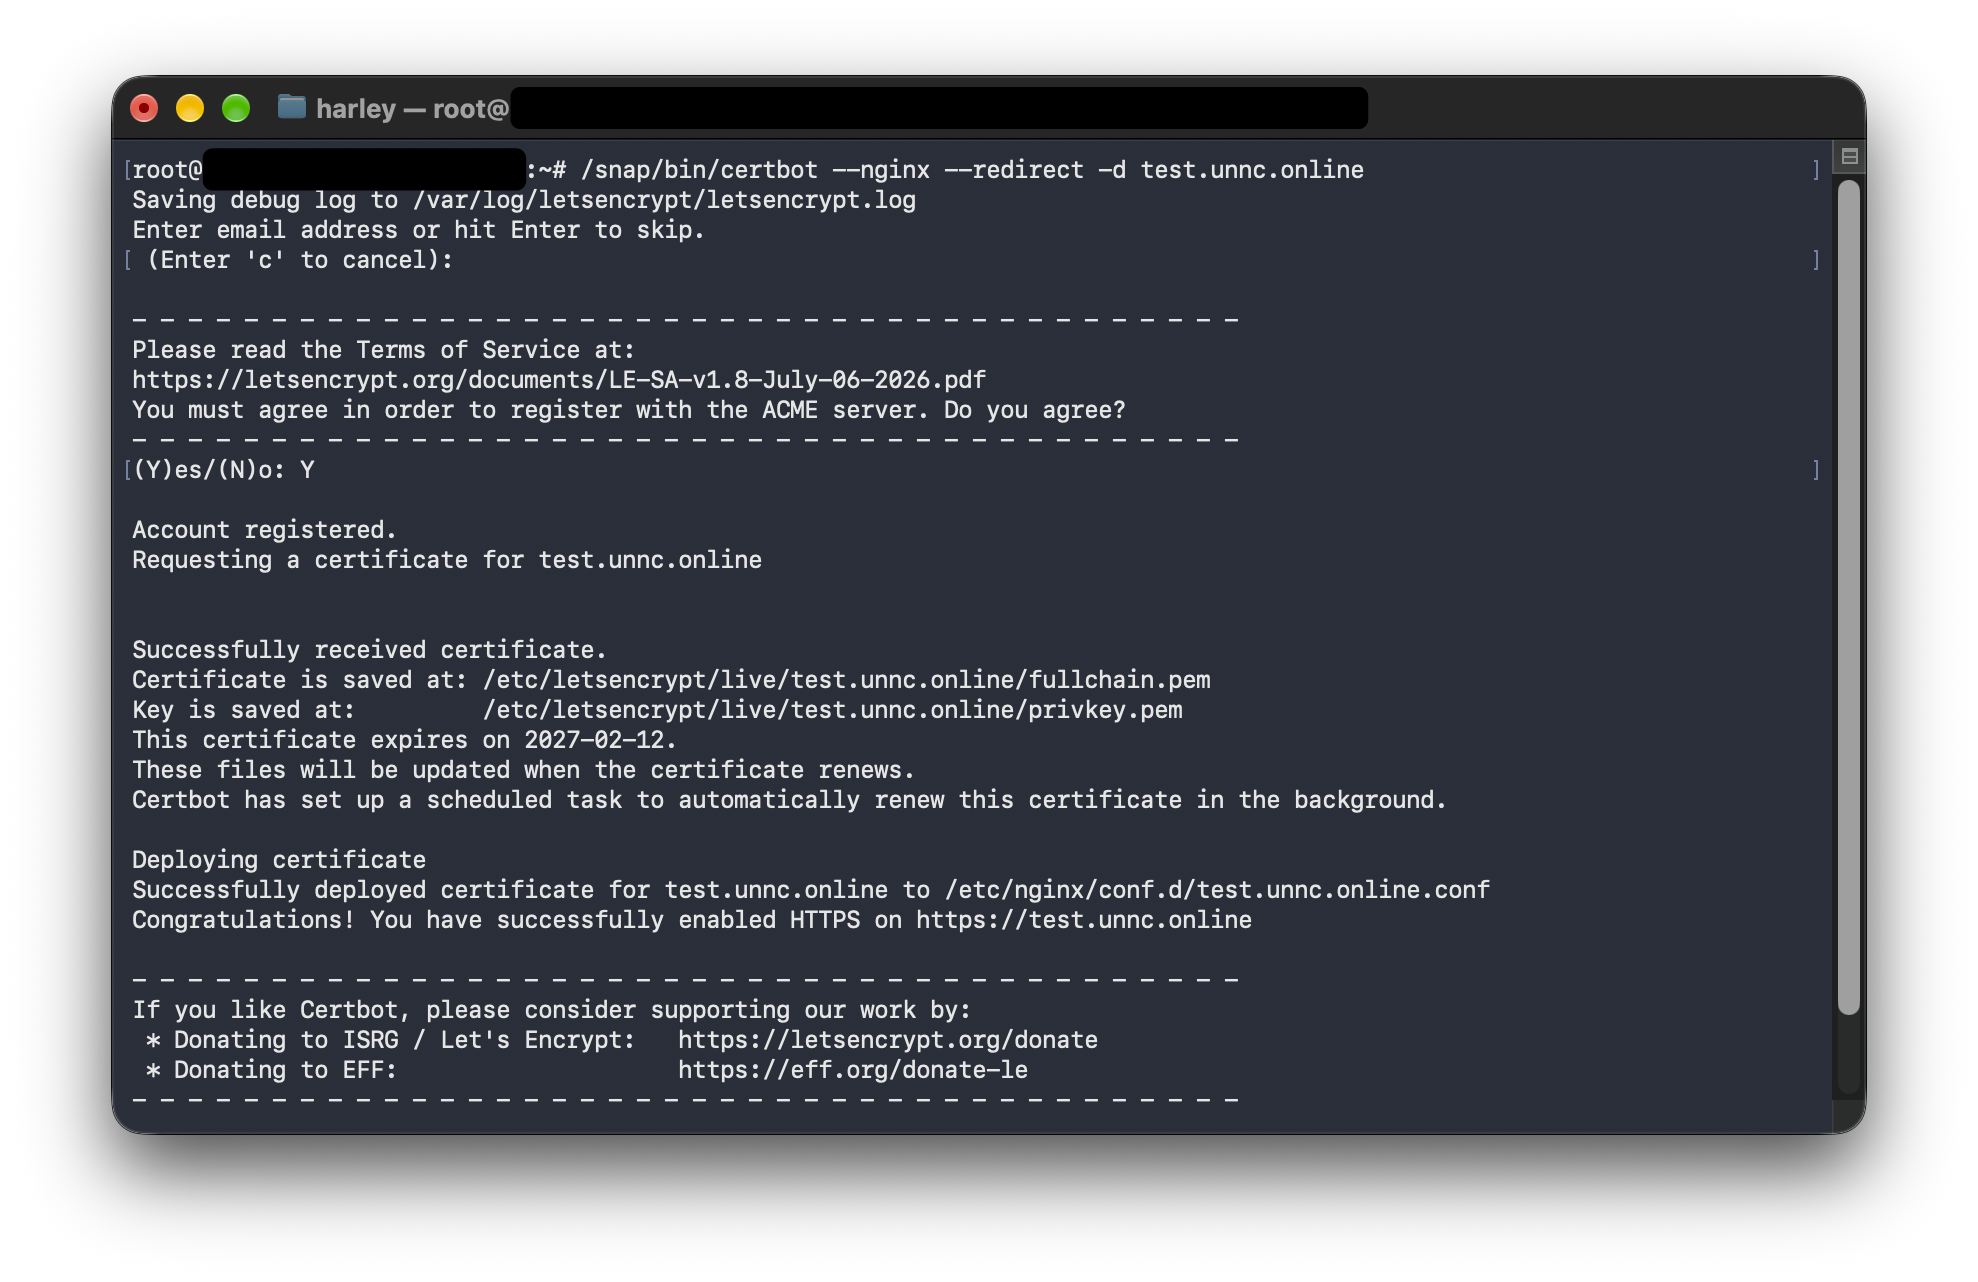 harley — root@
[root@ :~# /snap/bin/certbot --nginx --redirect -d test.unnc.online ]
Saving debug log to /var/log/letsencrypt/letsencrypt.log
Enter email address or hit Enter to skip.
[ (Enter 'c' to cancel): ]
- - - - - - - - - - - - - - - - - - - - - - - - - - - - - - - - - - - - - - - -
Please read the Terms of Service at:
https://letsencrypt.org/documents/LE-SA-v1.8-July-06-2026.pdf
You must agree in order to register with the ACME server. Do you agree?
- - - - - - - - - - - - - - - - - - - - - - - - - - - - - - - - - - - - - - - -
[(Y)es/(N)o: Y ]
Account registered.
Requesting a certificate for test.unnc.online
Successfully received certificate.
Certificate is saved at: /etc/letsencrypt/live/test.unnc.online/fullchain.pem
Key is saved at:         /etc/letsencrypt/live/test.unnc.online/privkey.pem
This certificate expires on 2027-02-12.
These files will be updated when the certificate renews.
Certbot has set up a scheduled task to automatically renew this certificate in the background.
Deploying certificate
Successfully deployed certificate for test.unnc.online to /etc/nginx/conf.d/test.unnc.online.conf
Congratulations! You have successfully enabled HTTPS on https://test.unnc.online
- - - - - - - - - - - - - - - - - - - - - - - - - - - - - - - - - - - - - - - -
If you like Certbot, please consider supporting our work by:
 * Donating to ISRG / Let's Encrypt:   https://letsencrypt.org/donate
 * Donating to EFF:                    https://eff.org/donate-le
- - - - - - - - - - - - - - - - - - - - - - - - - - - - - - - - - - - - - - - -